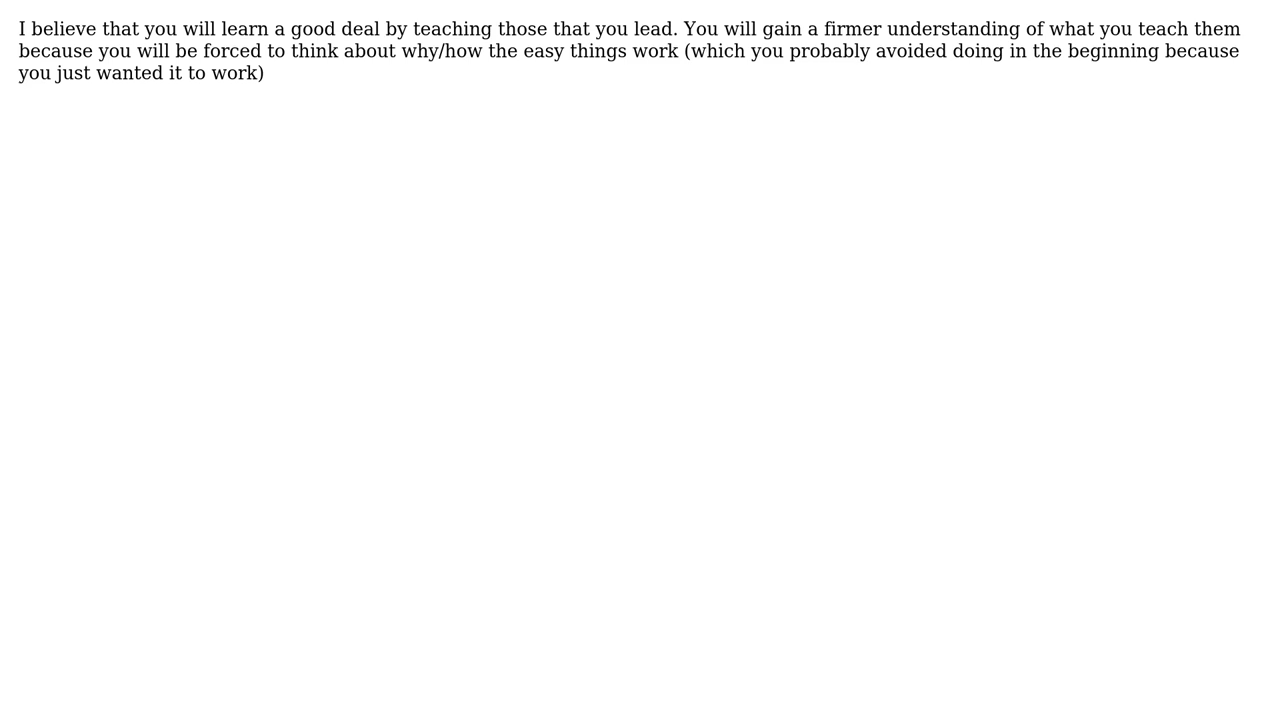 I believe that you will learn a good deal by teaching those that you lead. You will gain a firmer understanding of what you teach them
because you will be forced to think about why/how the easy things work (which you probably avoided doing in the beginning because
you just wanted it to work)